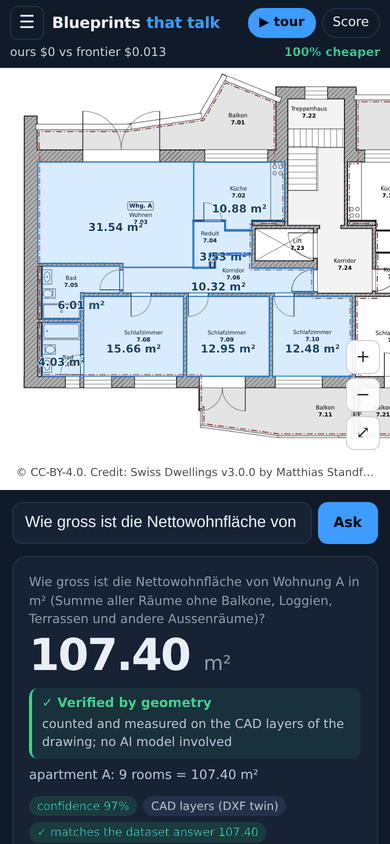 ☰ Blueprints that talk ▶ tour Score
ours $0 vs frontier $0.013 100% cheaper
Balkon
7.01
Treppenhaus
7.22
Küche
7.02
10.88 m²
Whg. A
Wohnen
7.03
31.54 m²
Reduit
7.04
3.53 m²
Lift
7.23
Korridor
7.24
Korridor
7.06
10.32 m²
Bad
7.05
6.01 m²
Bad
4.03 m²
Schlafzimmer
7.08
15.66 m²
Schlafzimmer
7.09
12.95 m²
Schlafzimmer
7.10
12.48 m²
Balkon
7.11
7.21
+
−
⤢
© CC-BY-4.0. Credit: Swiss Dwellings v3.0.0 by Matthias Standf…
Wie gross ist die Nettowohnfläche von Ask
Wie gross ist die Nettowohnfläche von Wohnung A in
m² (Summe aller Räume ohne Balkone, Loggien,
Terrassen und andere Aussenräume)?
107.40 m²
✓ Verified by geometry
counted and measured on the CAD layers of the
drawing; no AI model involved
apartment A: 9 rooms = 107.40 m²
confidence 97% CAD layers (DXF twin)
✓ matches the dataset answer 107.40